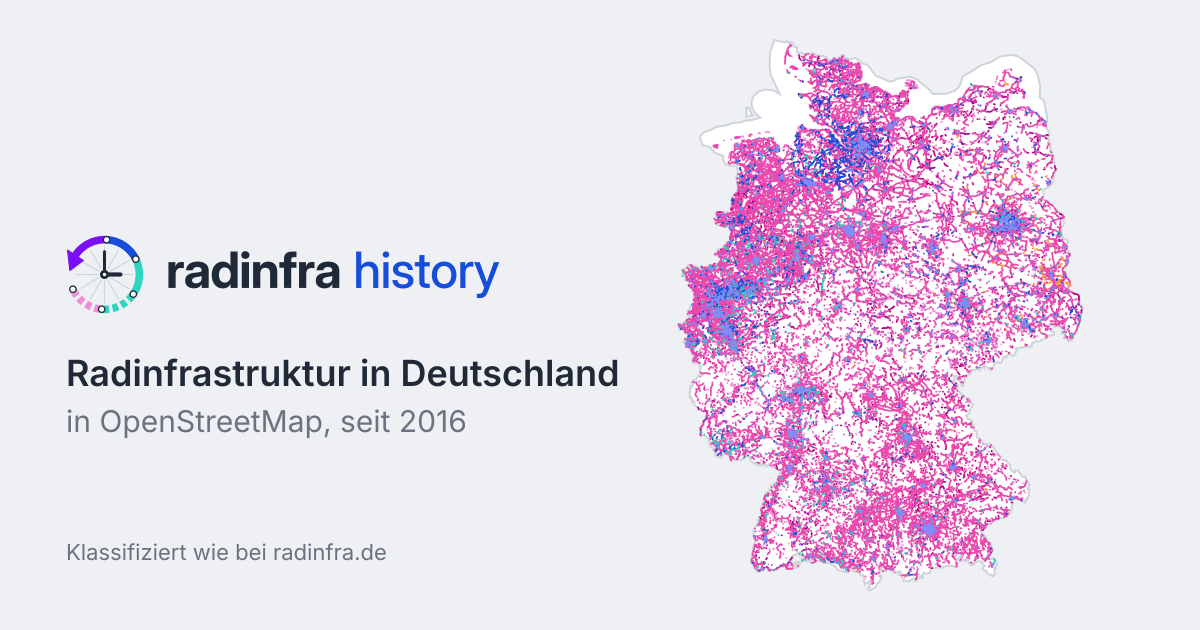 radinfra history
Radinfrastruktur in Deutschland
in OpenStreetMap, seit 2016
Klassifiziert wie bei radinfra.de